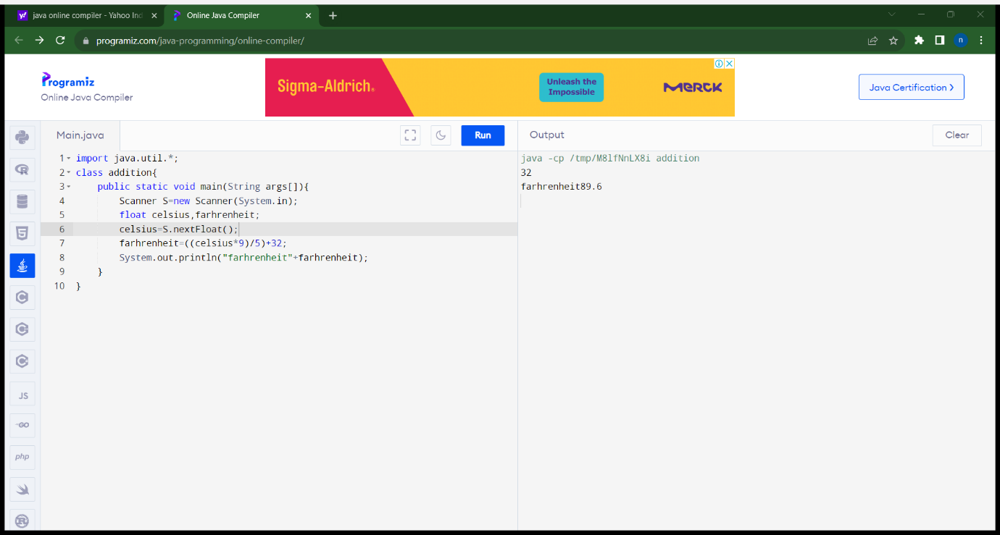 java online compiler - Yahoo Ind
Online Java Compiler
programiz.com/java-programming/online-compiler/
n
Programiz
Online Java Compiler
Sigma-Aldrich®
Unleash the
Impossible
MERCK
Java Certification >
Main.java
Run
Output
Clear
1 import java.util.*;
2 class addition{
3 public static void main(String args[]){
4 Scanner S=new Scanner(System.in);
5 float celsius,farhrenheit;
6 celsius=S.nextFloat();
7 farhrenheit=((celsius*9)/5)+32;
8 System.out.println("farhrenheit"+farhrenheit);
9 }
10 }
java -cp /tmp/M8lfNnLX8i addition
32
farhrenheit89.6
R
5
C
C
C
JS
GO
php
R